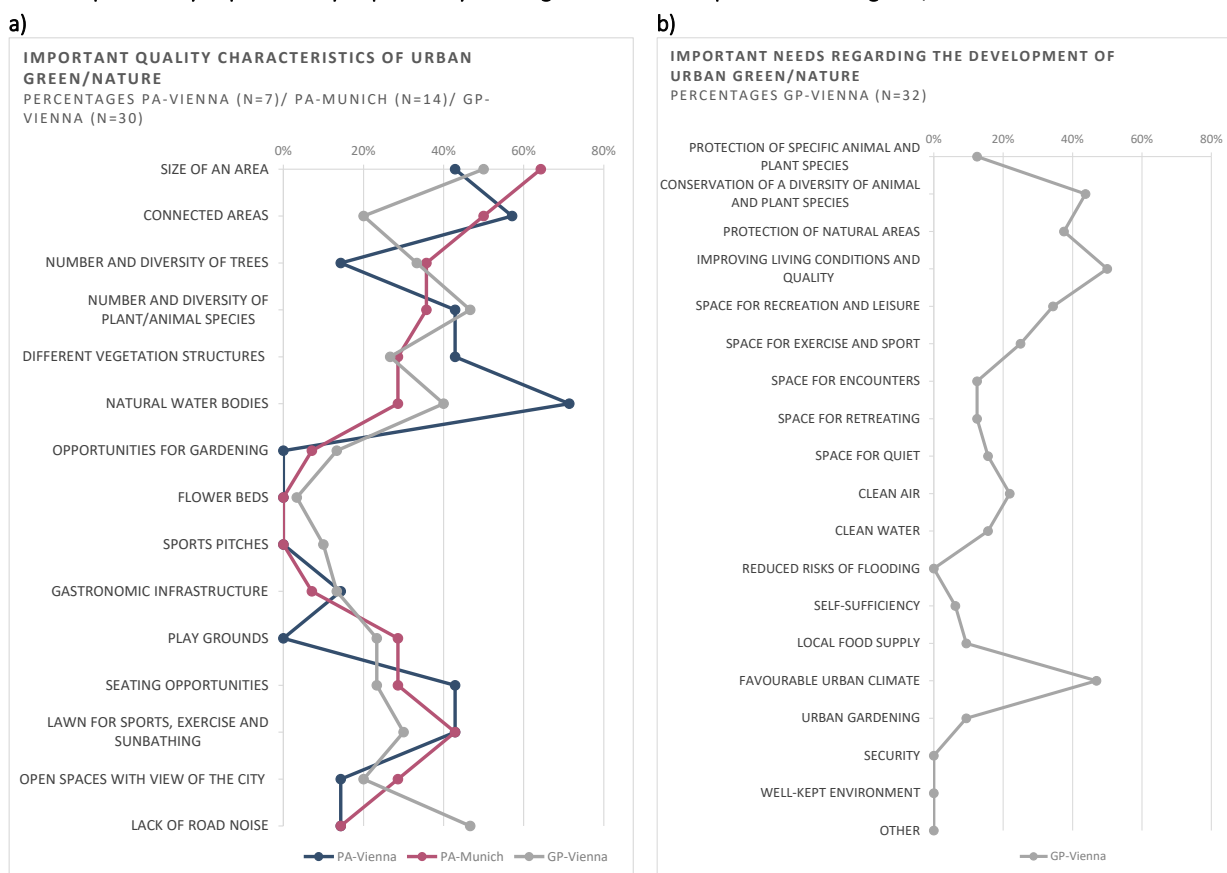 a)
IMPORTANT QUALITY CHARACTERISTICS OF URBAN
GREEN/NATURE
PERCENTAGES PA-VIENNA (N=7)/ PA-MUNICH (N=14)/ GP-
VIENNA (N=30)
0% 20% 40% 60% 80%
SIZE OF AN AREA
CONNECTED AREAS
NUMBER AND DIVERSITY OF TREES
NUMBER AND DIVERSITY OF
PLANT/ANIMAL SPECIES
DIFFERENT VEGETATION STRUCTURES
NATURAL WATER BODIES
OPPORTUNITIES FOR GARDENING
FLOWER BEDS
SPORTS PITCHES
GASTRONOMIC INFRASTRUCTURE
PLAY GROUNDS
SEATING OPPORTUNITIES
LAWN FOR SPORTS, EXERCISE AND
SUNBATHING
OPEN SPACES WITH VIEW OF THE CITY
LACK OF ROAD NOISE
PA-Vienna PA-Munich GP-Vienna
b)
IMPORTANT NEEDS REGARDING THE DEVELOPMENT OF
URBAN GREEN/NATURE
PERCENTAGES GP-VIENNA (N=32)
0% 20% 40% 60% 80%
PROTECTION OF SPECIFIC ANIMAL AND
PLANT SPECIES
CONSERVATION OF A DIVERSITY OF ANIMAL
AND PLANT SPECIES
PROTECTION OF NATURAL AREAS
IMPROVING LIVING CONDITIONS AND
QUALITY
SPACE FOR RECREATION AND LEISURE
SPACE FOR EXERCISE AND SPORT
SPACE FOR ENCOUNTERS
SPACE FOR RETREATING
SPACE FOR QUIET
CLEAN AIR
CLEAN WATER
REDUCED RISKS OF FLOODING
SELF-SUFFICIENCY
LOCAL FOOD SUPPLY
FAVOURABLE URBAN CLIMATE
URBAN GARDENING
SECURITY
WELL-KEPT ENVIRONMENT
OTHER
GP-Vienna